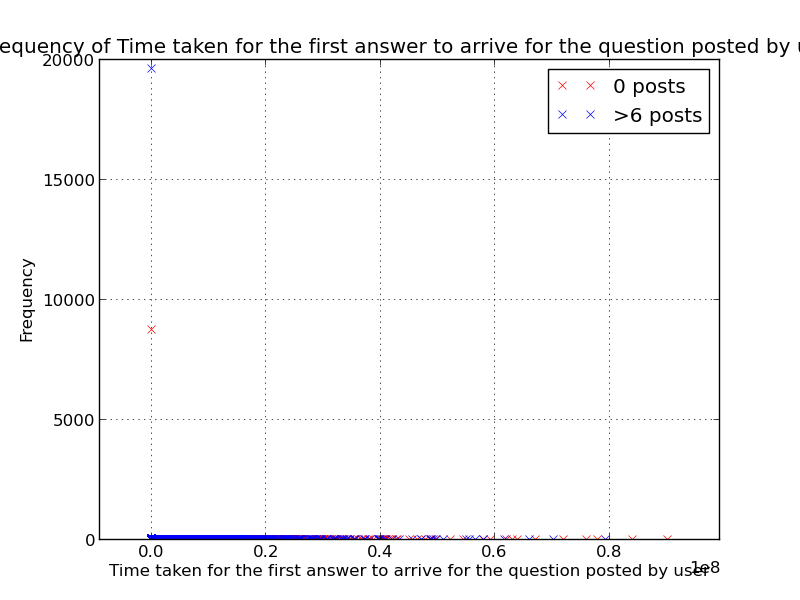 equency of Time taken for the first answer to arrive for the question posted by u
0 posts
>6 posts
20000
15000
10000
5000
0
Frequency
0.0 0.2 0.4 0.6 0.8
1e8
Time taken for the first answer to arrive for the question posted by user